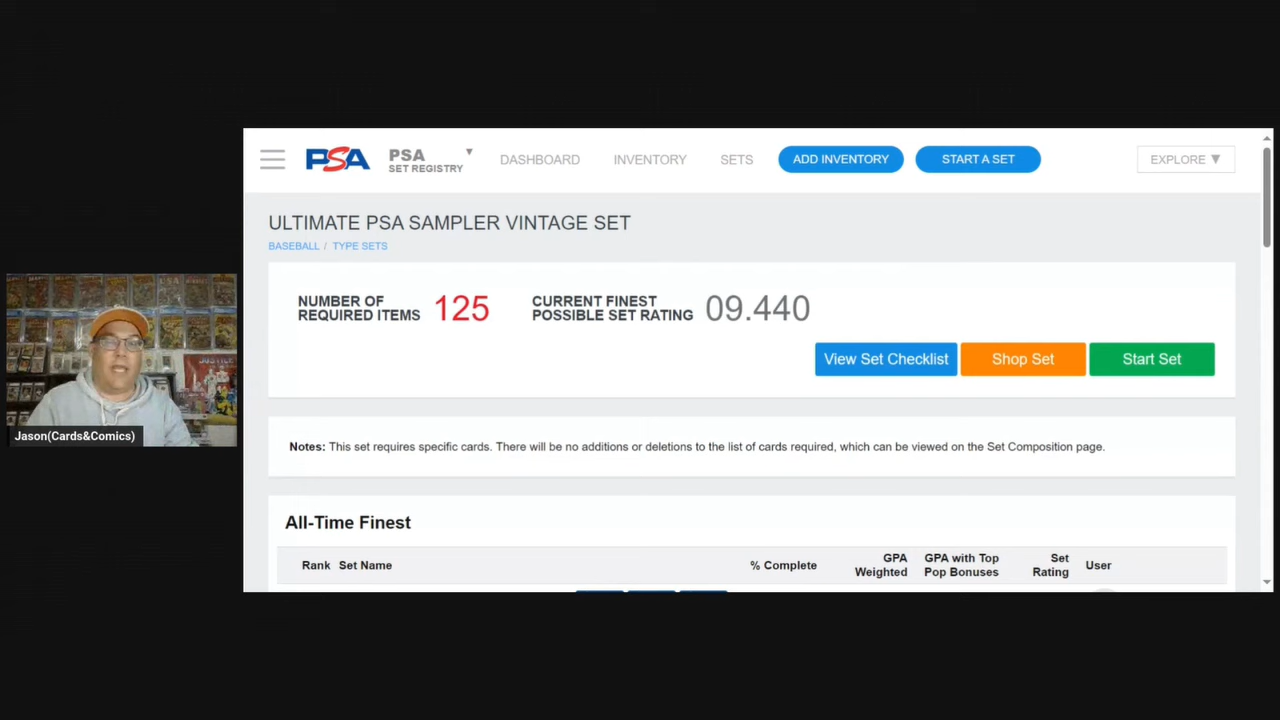 PSA
PSA
SET REGISTRY
▼
DASHBOARD
INVENTORY
SETS
ADD INVENTORY
START A SET
EXPLORE ▼
ULTIMATE PSA SAMPLER VINTAGE SET
BASEBALL / TYPE SETS
NUMBER OF
REQUIRED ITEMS
125
CURRENT FINEST
POSSIBLE SET RATING
09.440
View Set Checklist
Shop Set
Start Set
JUSTICE
Jason(Cards&Comics)
Notes: This set requires specific cards. There will be no additions or deletions to the list of cards required, which can be viewed on the Set Composition page.
All-Time Finest
Rank
Set Name
% Complete
GPA
Weighted
GPA with Top
Pop Bonuses
Set
Rating
User